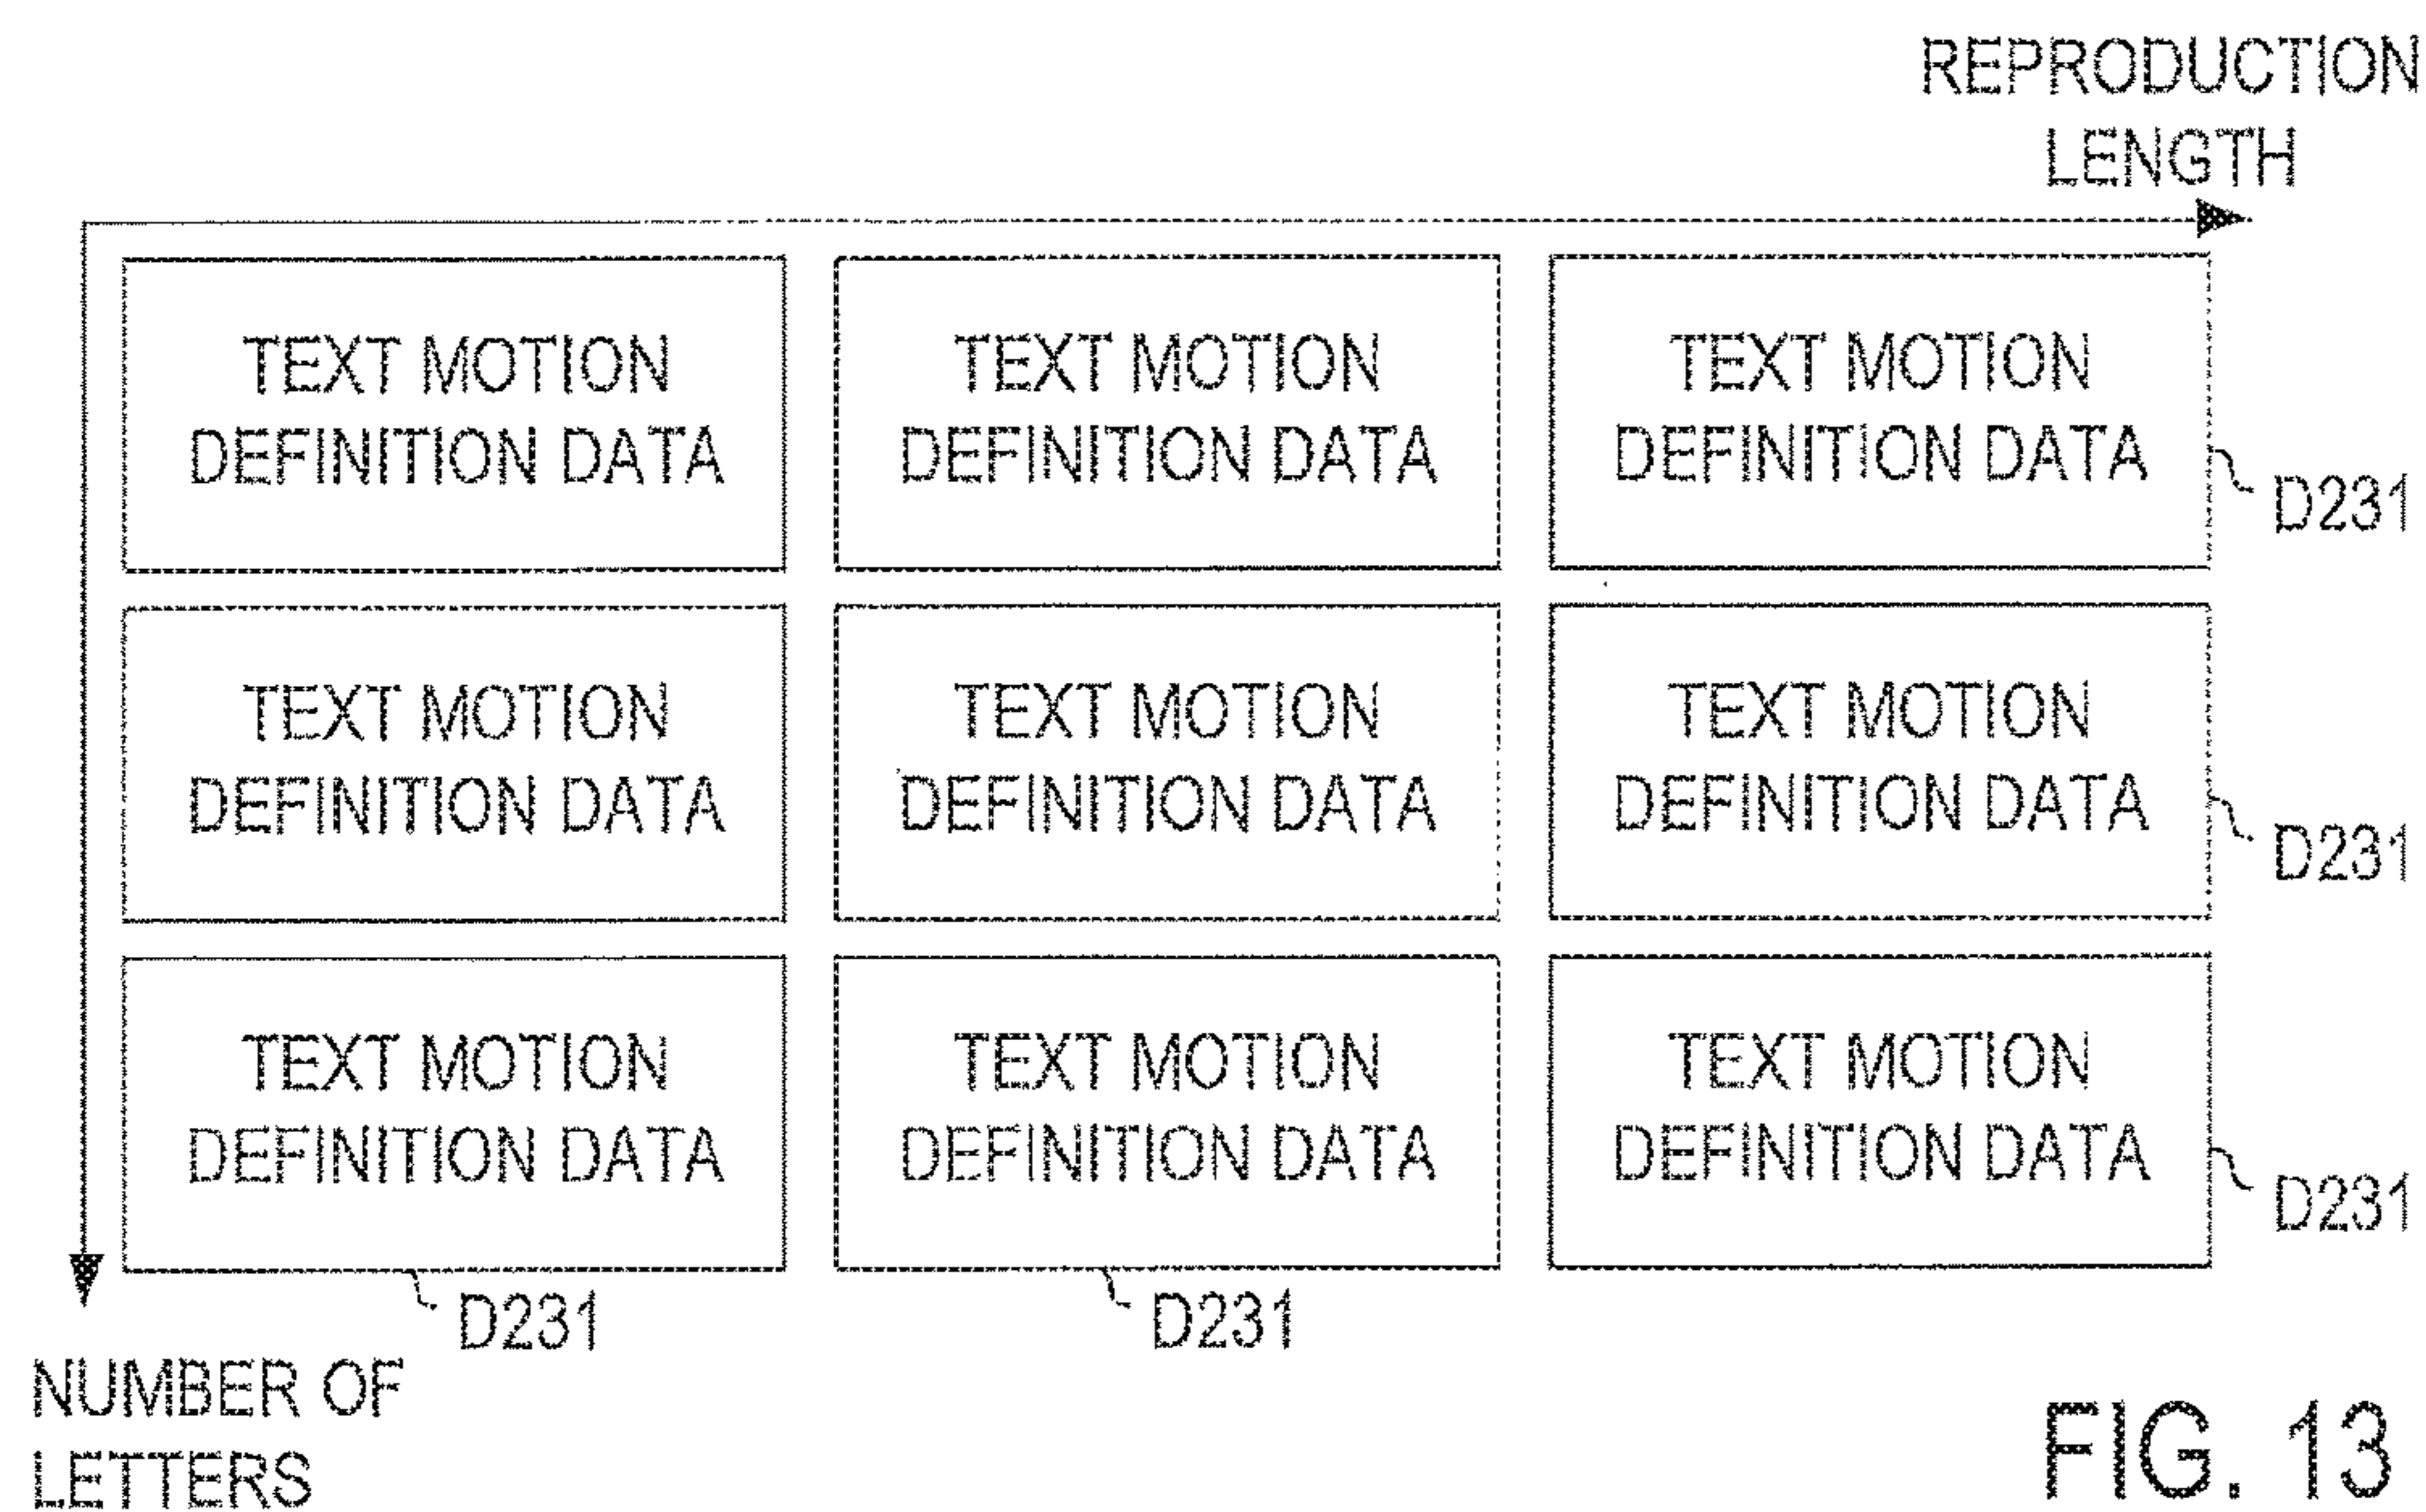 REPRODUCTION
LENGTH
TEXT MOTION
DEFINITION DATA
TEXT MOTION
DEFINITION DATA
TEXT MOTION
DEFINITION DATA
D231
TEXT MOTION
DEFINITION DATA
TEXT MOTION
DEFINITION DATA
TEXT MOTION
DEFINITION DATA
D231
TEXT MOTION
DEFINITION DATA
TEXT MOTION
DEFINITION DATA
TEXT MOTION
DEFINITION DATA
D231
D231
D231
NUMBER OF
LETTERS
FIG. 13